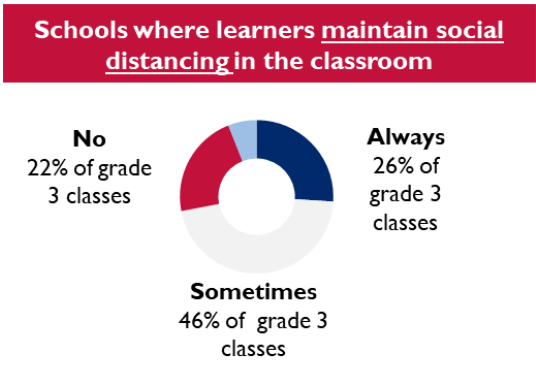 Schools where learners maintain social
distancing in the classroom
No
22% of grade
3 classes
Always
26% of
grade 3
classes
Sometimes
46% of grade 3
classes